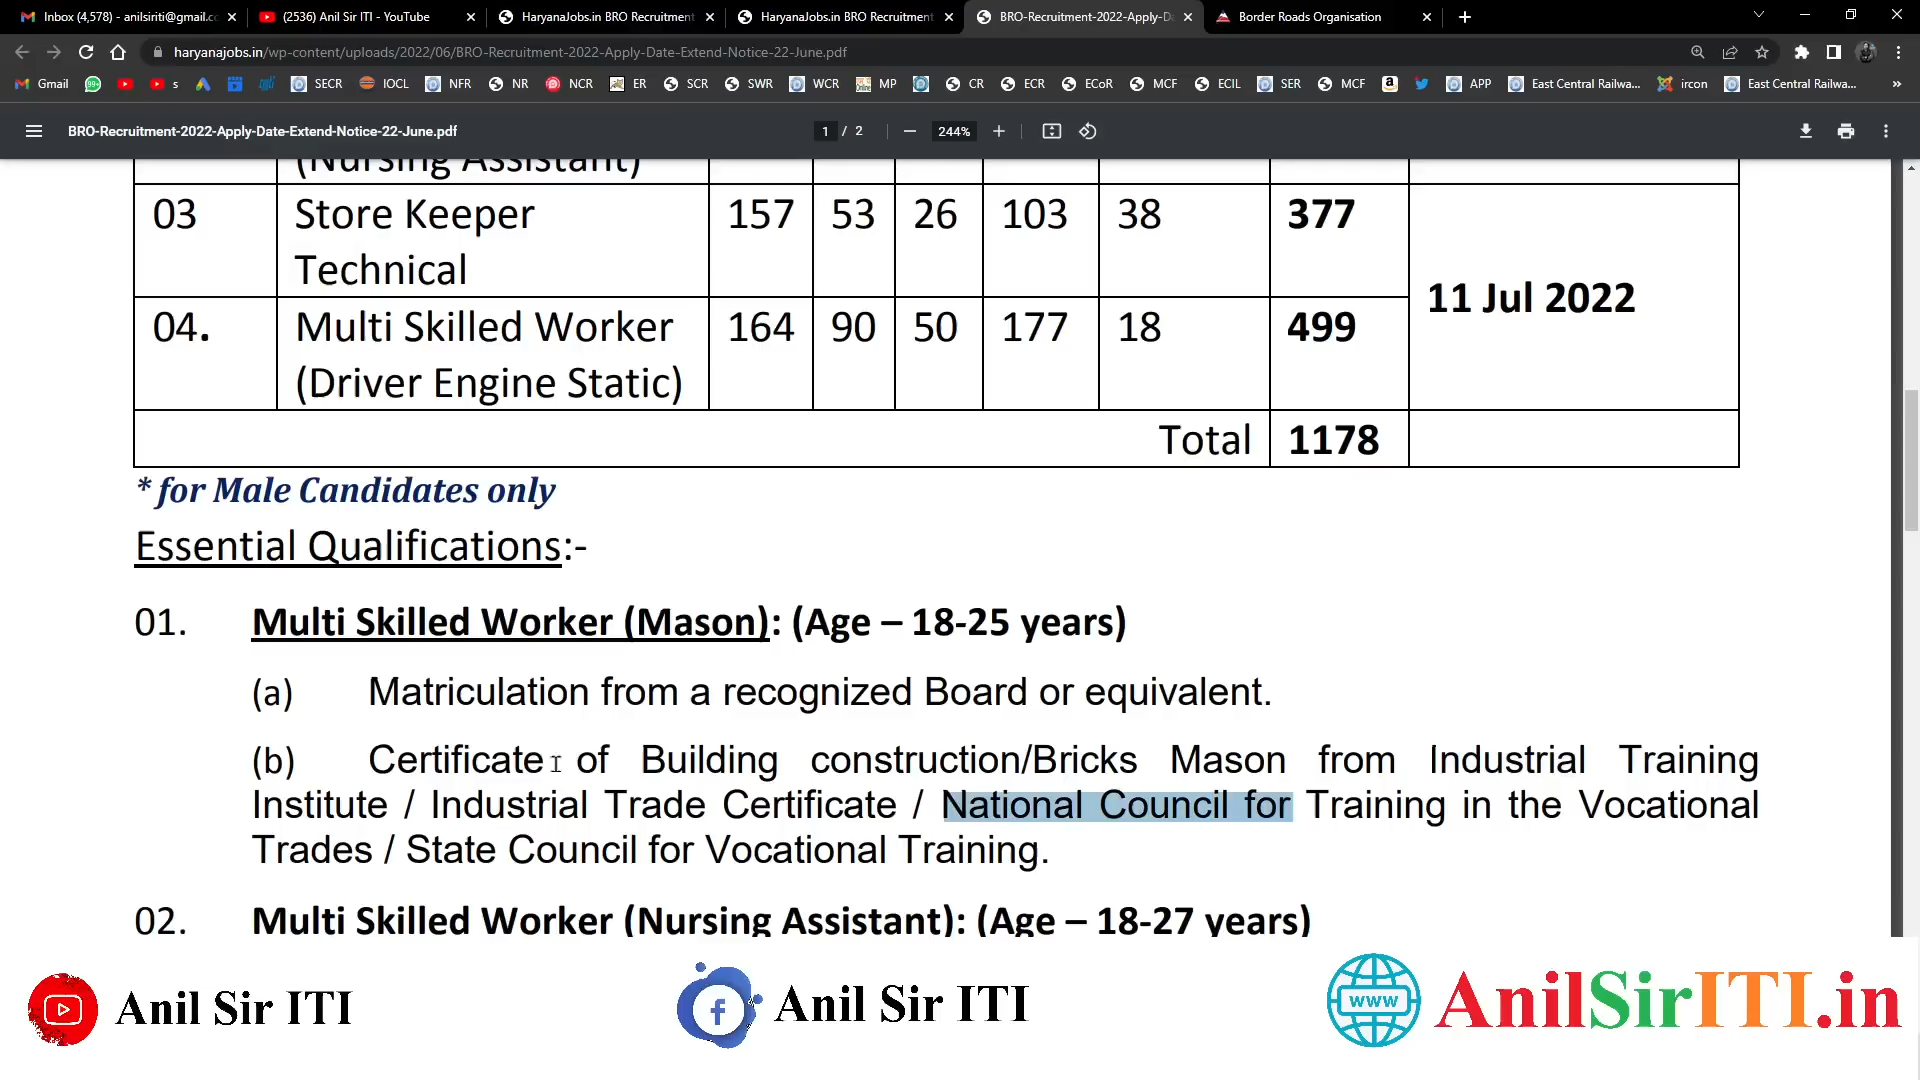 Inbox (4,578) - anilsiriti@gmail.cc
(2536) Anil Sir ITI - YouTube
HaryanaJobs.in BRO Recruitment
HaryanaJobs.in BRO Recruitment
BRO-Recruitment-2022-Apply-Da
Border Roads Organisation
haryanajobs.in/wp-content/uploads/2022/06/BRO-Recruitment-2022-Apply-Date-Extend-Notice-22-June.pdf
Gmail s SECR IOCL NFR NR NCR ER SCR SWR WCR MP CR ECR ECoR MCF ECIL SER MCF APP East Central Railwa... ircon East Central Railwa... »
BRO-Recruitment-2022-Apply-Date-Extend-Notice-22-June.pdf 1 / 2 244%
(Nursing Assistant)
03 Store Keeper 157 53 26 103 38 377
Technical
11 Jul 2022
04. Multi Skilled Worker 164 90 50 177 18 499
(Driver Engine Static)
Total 1178
* for Male Candidates only
Essential Qualifications:-
01. Multi Skilled Worker (Mason): (Age – 18-25 years)
(a) Matriculation from a recognized Board or equivalent.
(b) Certificate of Building construction/Bricks Mason from Industrial Training
Institute / Industrial Trade Certificate / National Council for Training in the Vocational
Trades / State Council for Vocational Training.
02. Multi Skilled Worker (Nursing Assistant): (Age – 18-27 years)
Anil Sir ITI
Anil Sir ITI
www AnilSirITI.in